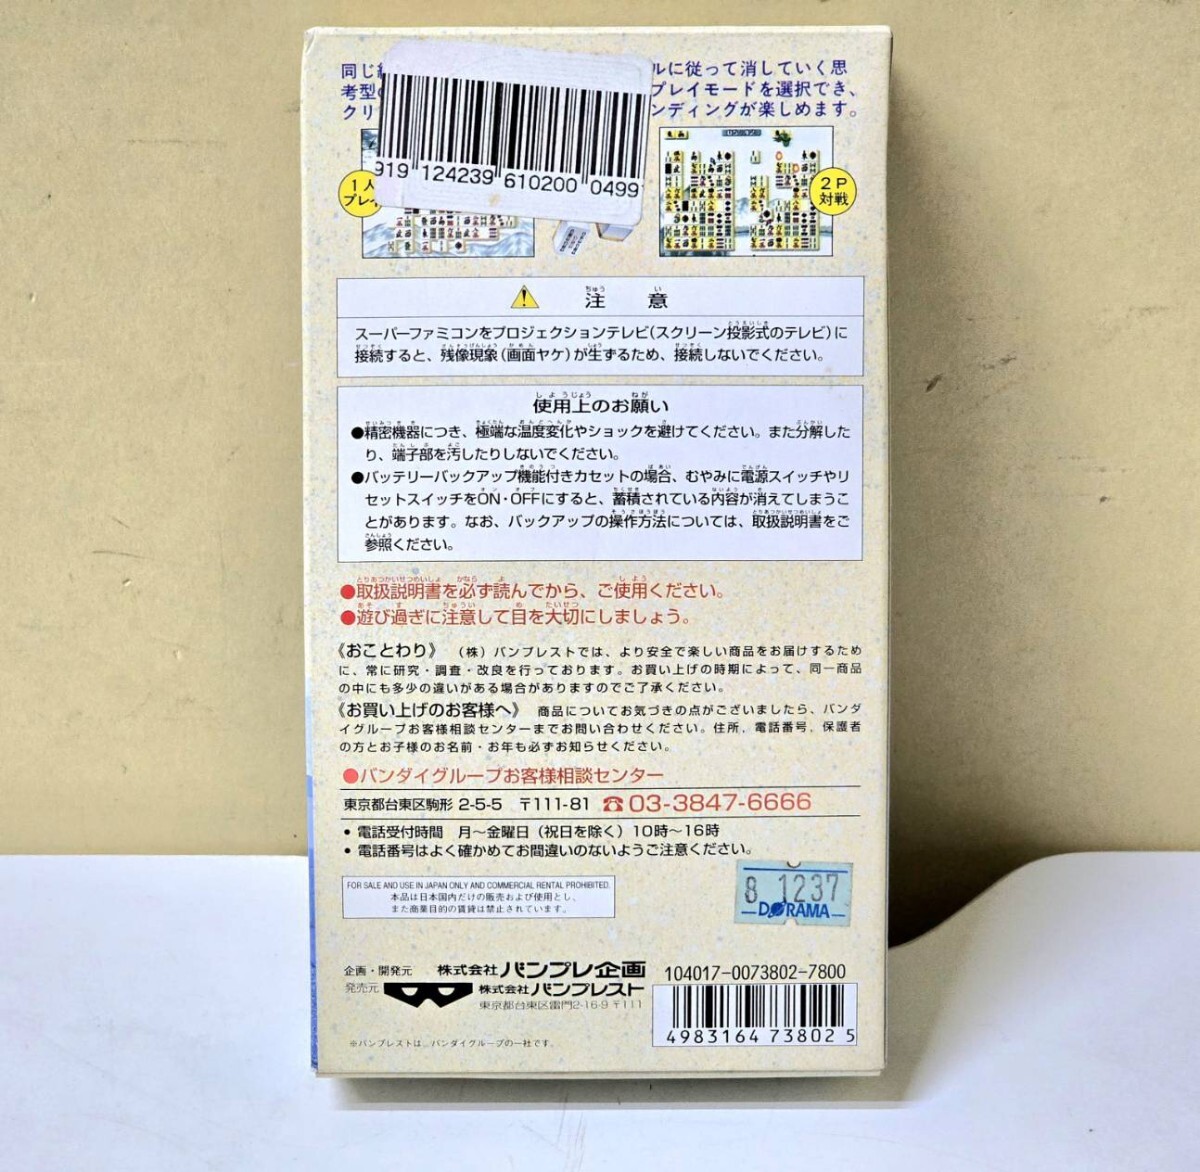 同じ
ルに従って消していく思
考型
プレイモードを選択でき、
クリ
ンディングが楽しめます。
919 124239 610200 0499
1人
プレイ
2P
対戦
注意
スーパーファミコンをプロジェクションテレビ(スクリーン投影式のテレビ)に
接続すると、残像現象(画面ヤケ)が生ずるため、接続しないでください。
使用上のお願い
●精密機器につき、極端な温度変化やショックを避けてください。また分解した
り、端子部を汚したりしないでください。
●バッテリーバックアップ機能付きカセットの場合、むやみに電源スイッチやリ
セットスイッチをON・OFFにすると、蓄積されている内容が消えてしまうこ
とがあります。なお、バックアップの操作方法については、取扱説明書をご
参照ください。
●取扱説明書を必ず読んでから、ご使用ください。
●遊び過ぎに注意して目を大切にしましょう。
《おことわり》 (株)バンプレストでは、より安全で楽しい商品をお届けするため
に、常に研究・調査・改良を行っております。お買い上げの時期によって、同一商品
の中にも多少の違いがある場合がありますのでご了承ください。
《お買い上げのお客様へ》 商品についてお気づきの点がございましたら、バンダ
イグループお客様相談センターまでお問い合わせください。住所、電話番号、保護者
の方とお子様のお名前・お年も必ずお知らせください。
●バンダイグループお客様相談センター
東京都台東区駒形 2-5-5 〒111-81 ☎03-3847-6666
• 電話受付時間 月〜金曜日(祝日を除く)10時〜16時
• 電話番号はよく確かめてお間違いのないようご注意ください。
FOR SALE AND USE IN JAPAN ONLY AND COMMERCIAL RENTAL PROHIBITED.
本品は日本国内だけの販売および使用とし、
また商業目的の賃貸は禁止されています。
8 1237
DORAMA
企画・開発元 株式会社バンプレ企画
発売元 株式会社バンプレスト
東京都台東区雷門2-16-9 〒111
104017-0073802-7800
4983164 738025
※バンプレストは、バンダイグループの一社です。